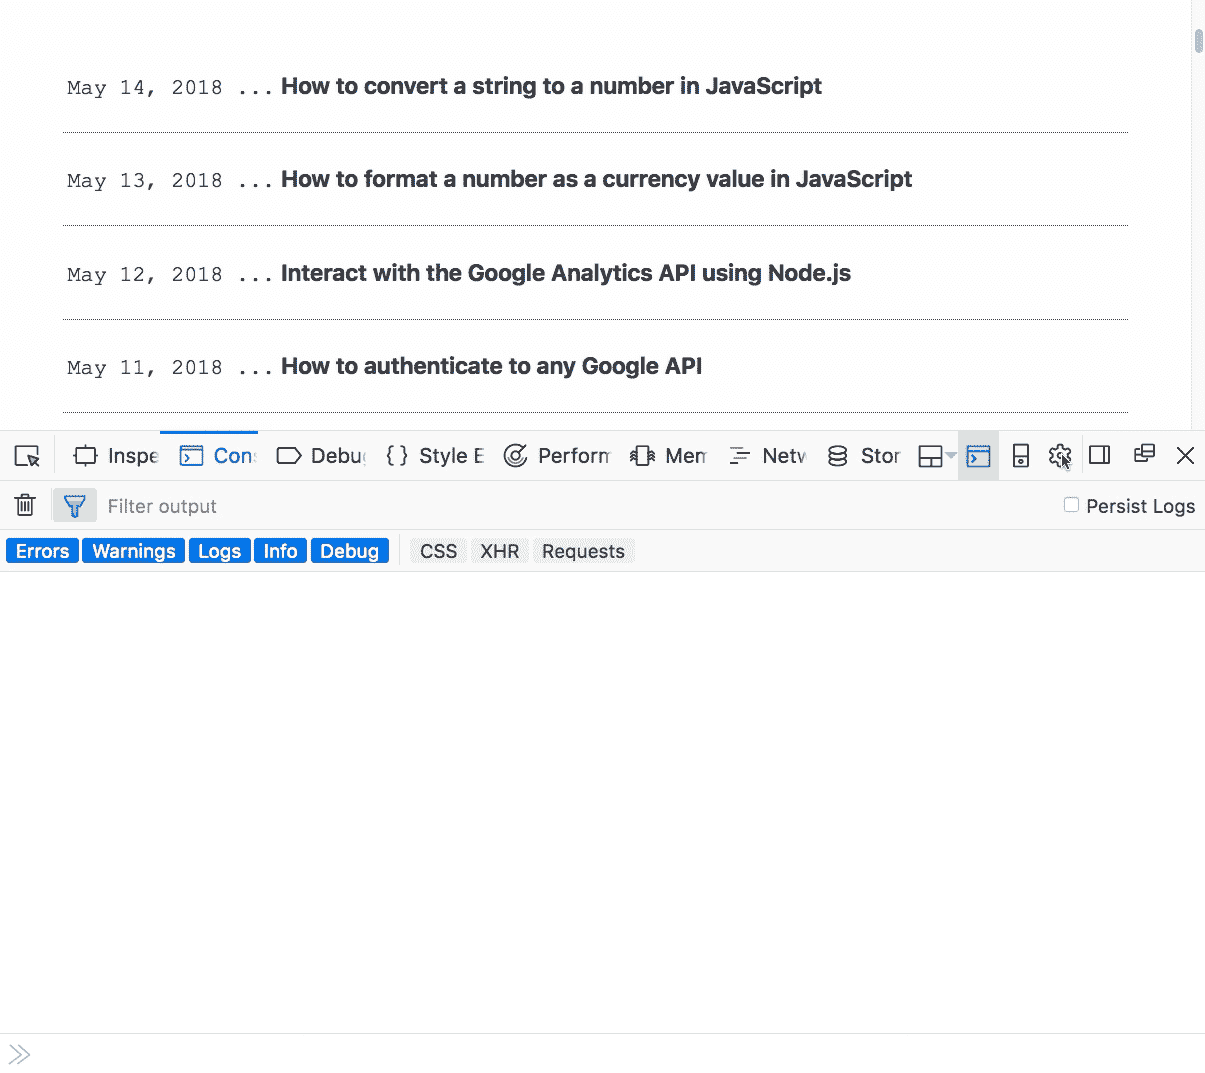 May 14, 2018 ... How to convert a string to a number in JavaScript
May 13, 2018 ... How to format a number as a currency value in JavaScript
May 12, 2018 ... Interact with the Google Analytics API using Node.js
May 11, 2018 ... How to authenticate to any Google API
Inspe Cons Debug Style E Perform Mem Netw Stor
Filter output Persist Logs
Errors Warnings Logs Info Debug CSS XHR Requests